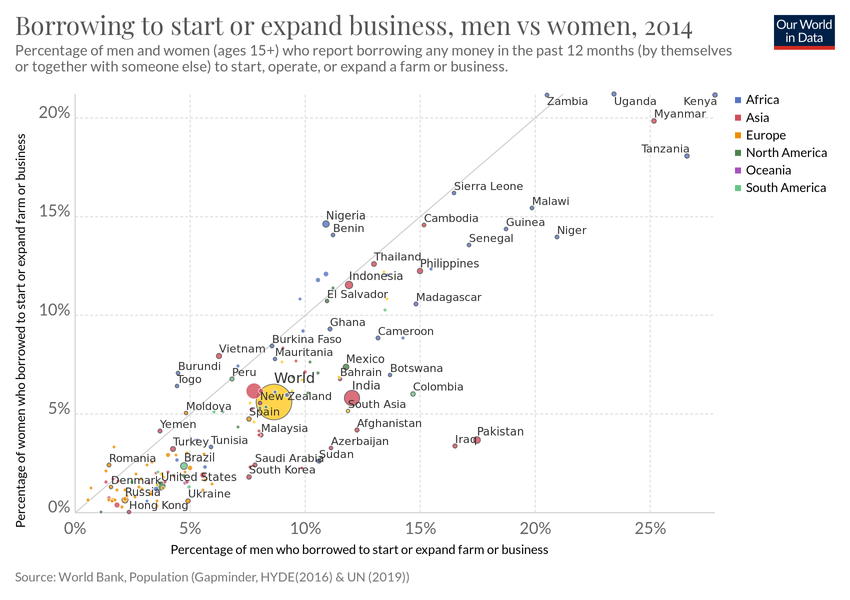 Borrowing to start or expand business, men vs women, 2014
Our World
in Data
Percentage of men and women (ages 15+) who report borrowing any money in the past 12 months (by themselves
or together with someone else) to start, operate, or expand a farm or business.
Percentage of women who borrowed to start or expand farm or business
20%
15%
10%
5%
0%
Zambia
Uganda
Kenya
Myanmar
Tanzania
Sierra Leone
Malawi
Nigeria
Benin
Cambodia
Guinea
Senegal
Niger
Thailand
Philippines
Indonesia
El Salvador
Madagascar
Ghana
Cameroon
Burkina Faso
Vietnam
Mauritania
Mexico
Burundi
Togo
Peru
World
Bahrain
Botswana
India
Colombia
New Zealand
South Asia
Moldova
Spain
Yemen
Malaysia
Afghanistan
Turkey
Tunisia
Azerbaijan
Iraq
Pakistan
Romania
Brazil
Saudi Arabia
Sudan
South Korea
Denmark
United States
Russia
Ukraine
Hong Kong
0%
5%
10%
15%
20%
25%
Percentage of men who borrowed to start or expand farm or business
Africa
Asia
Europe
North America
Oceania
South America
Source: World Bank, Population (Gapminder, HYDE(2016) & UN (2019))